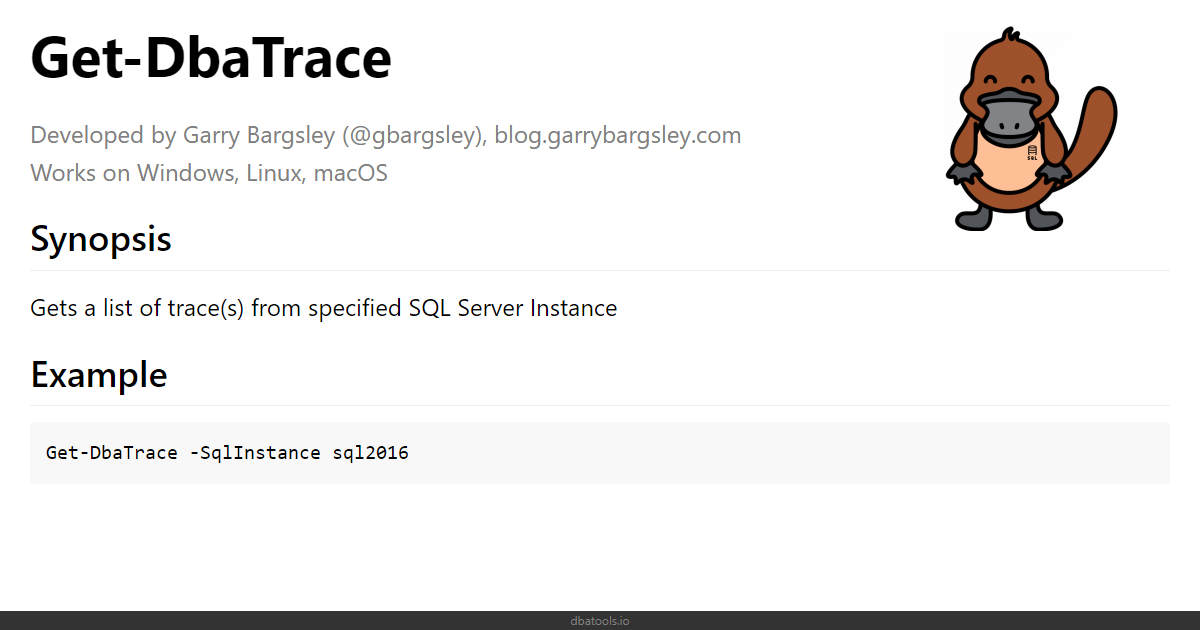 Get-DbaTrace
Developed by Garry Bargsley (@gbargsley), blog.garrybargsley.com
Works on Windows, Linux, macOS
SQL
Synopsis
Gets a list of trace(s) from specified SQL Server Instance
Example
Get-DbaTrace -SqlInstance sql2016
dbatools.io